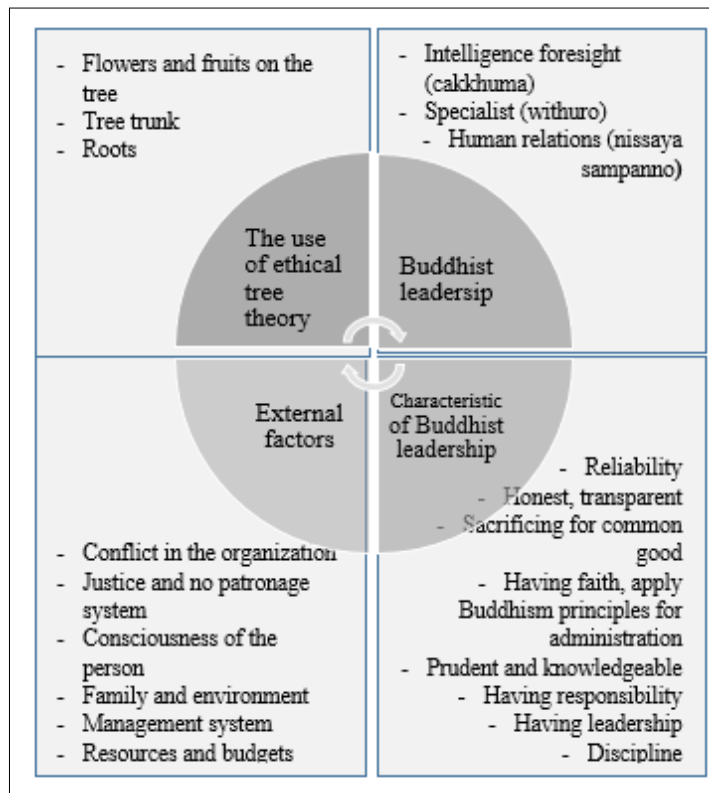 - Flowers and fruits on the
tree
- Tree trunk
- Roots
- Intelligence foresight
(cakkhuma)
- Specialist (withuro)
- Human relations (nissaya
sampanno)
The use
of ethical
tree
theory
Buddhist
leadersip
External
factors
Characteristic
of Buddhist
leadership
- Conflict in the organization
- Justice and no patronage
system
- Consciousness of the
person
- Family and environment
- Management system
- Resources and budgets
- Reliability
- Honest, transparent
- Sacrificing for common
good
- Having faith, apply
Buddhism principles for
administration
- Prudent and knowledgeable
- Having responsibility
- Having leadership
- Discipline